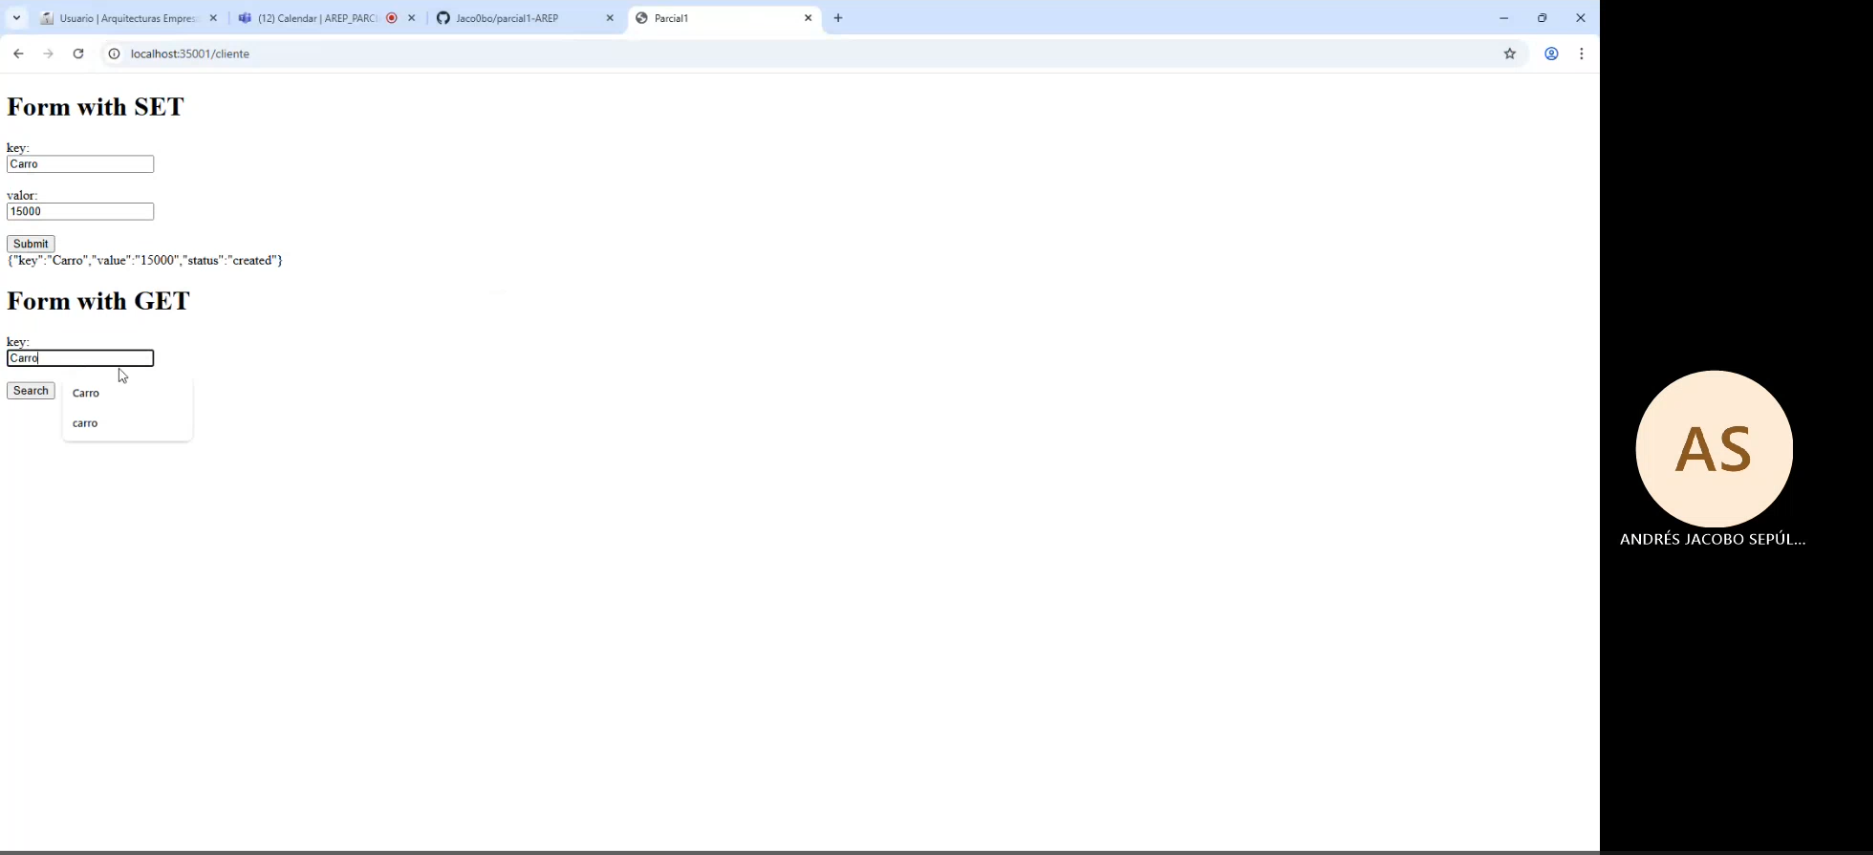 Usuario | Arquitecturas Empres
(12) Calendar | AREP_PARC
Jaco0bo/parcial1-AREP
Parcial1
localhost:35001/cliente
Form with SET
key:
Carro
valor:
15000
Submit
{"key":"Carro","value":"15000","status":"created"}
Form with GET
key:
Carro
Search
Carro
carro
AS
ANDRÉS JACOBO SEPÚL...